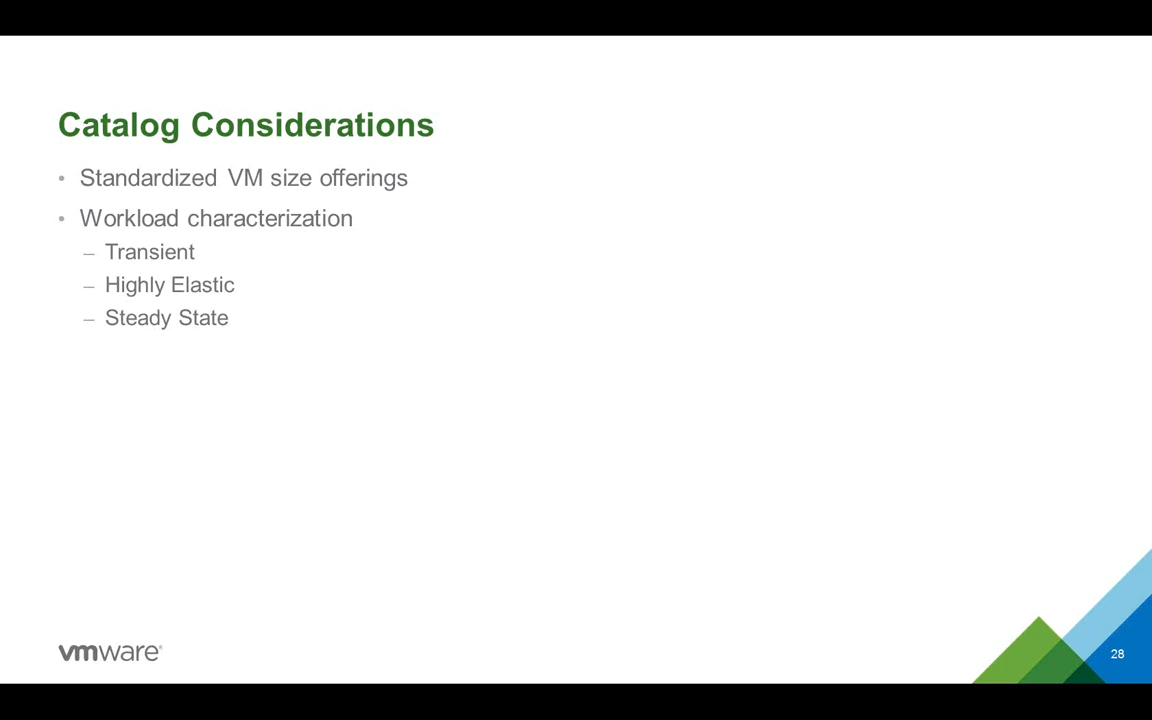 Catalog Considerations
• Standardized VM size offerings
• Workload characterization
– Transient
– Highly Elastic
– Steady State
vmware®
28